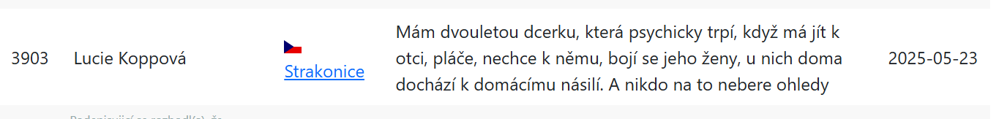 3903 Lucie Koppová Strakonice Mám dvouletou dcerku, která psychicky trpí, když má jít k
otci, pláče, nechce k němu, bojí se jeho ženy, u nich doma
dochází k domácímu násilí. A nikdo na to nebere ohledy
2025-05-23